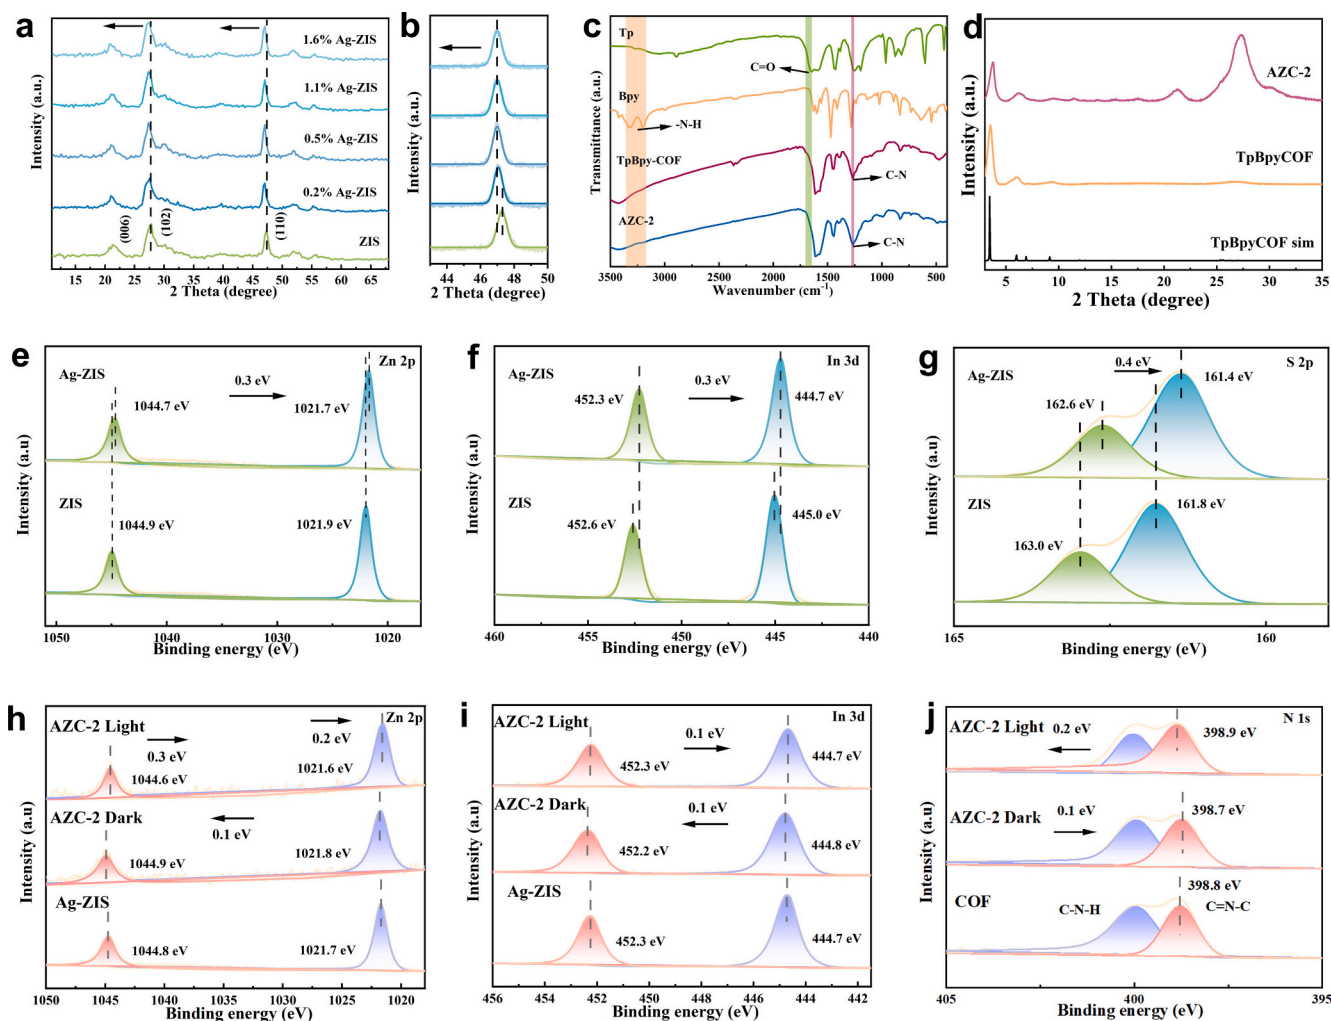 a
Intensity (a.u.)
1.6% Ag-ZIS
1.1% Ag-ZIS
0.5% Ag-ZIS
0.2% Ag-ZIS
(006)
(102)
(110)
ZIS
15 20 25 30 35 40 45 50 55 60 65
2 Theta (degree)
b
Intensity (a.u.)
44 46 48 50
2 Theta (degree)
c
Transmittance (a.u.)
Tp
C=O
Bpy
-N-H
TpBpy-COF
C-N
AZC-2
C-N
3500 3000 2500 2000 1500 1000 500
Wavenumber (cm-1)
d
Intensity (a.u.)
AZC-2
TpBpyCOF
TpBpyCOF sim
5 10 15 20 25 30 35
2 Theta (degree)
e
Intensity (a.u)
Zn 2p
Ag-ZIS
0.3 eV
1044.7 eV
1021.7 eV
ZIS
1044.9 eV
1021.9 eV
1050 1040 1030 1020
Binding energy (eV)
f
Intensity (a.u)
In 3d
Ag-ZIS
0.3 eV
452.3 eV
444.7 eV
ZIS
452.6 eV
445.0 eV
460 455 450 445 440
Binding energy (eV)
g
Intensity (a.u)
S 2p
0.4 eV
Ag-ZIS
161.4 eV
162.6 eV
ZIS
161.8 eV
163.0 eV
165 160
Binding energy (eV)
h
Intensity (a.u)
Zn 2p
AZC-2 Light
0.3 eV
0.2 eV
1044.6 eV
1021.6 eV
AZC-2 Dark
0.1 eV
1044.9 eV
1021.8 eV
Ag-ZIS
1044.8 eV
1021.7 eV
1050 1045 1040 1035 1030 1025 1020
Binding energy (eV)
i
Intensity (a.u)
In 3d
AZC-2 Light
0.1 eV
452.3 eV
444.7 eV
AZC-2 Dark
0.1 eV
452.2 eV
444.8 eV
Ag-ZIS
452.3 eV
444.7 eV
456 454 452 450 448 446 444 442
Binding energy (eV)
j
Intensity (a.u)
N 1s
AZC-2 Light
0.2 eV
398.9 eV
AZC-2 Dark
0.1 eV
398.7 eV
COF
C-N-H
398.8 eV
C=N-C
405 400 395
Binding energy (eV)